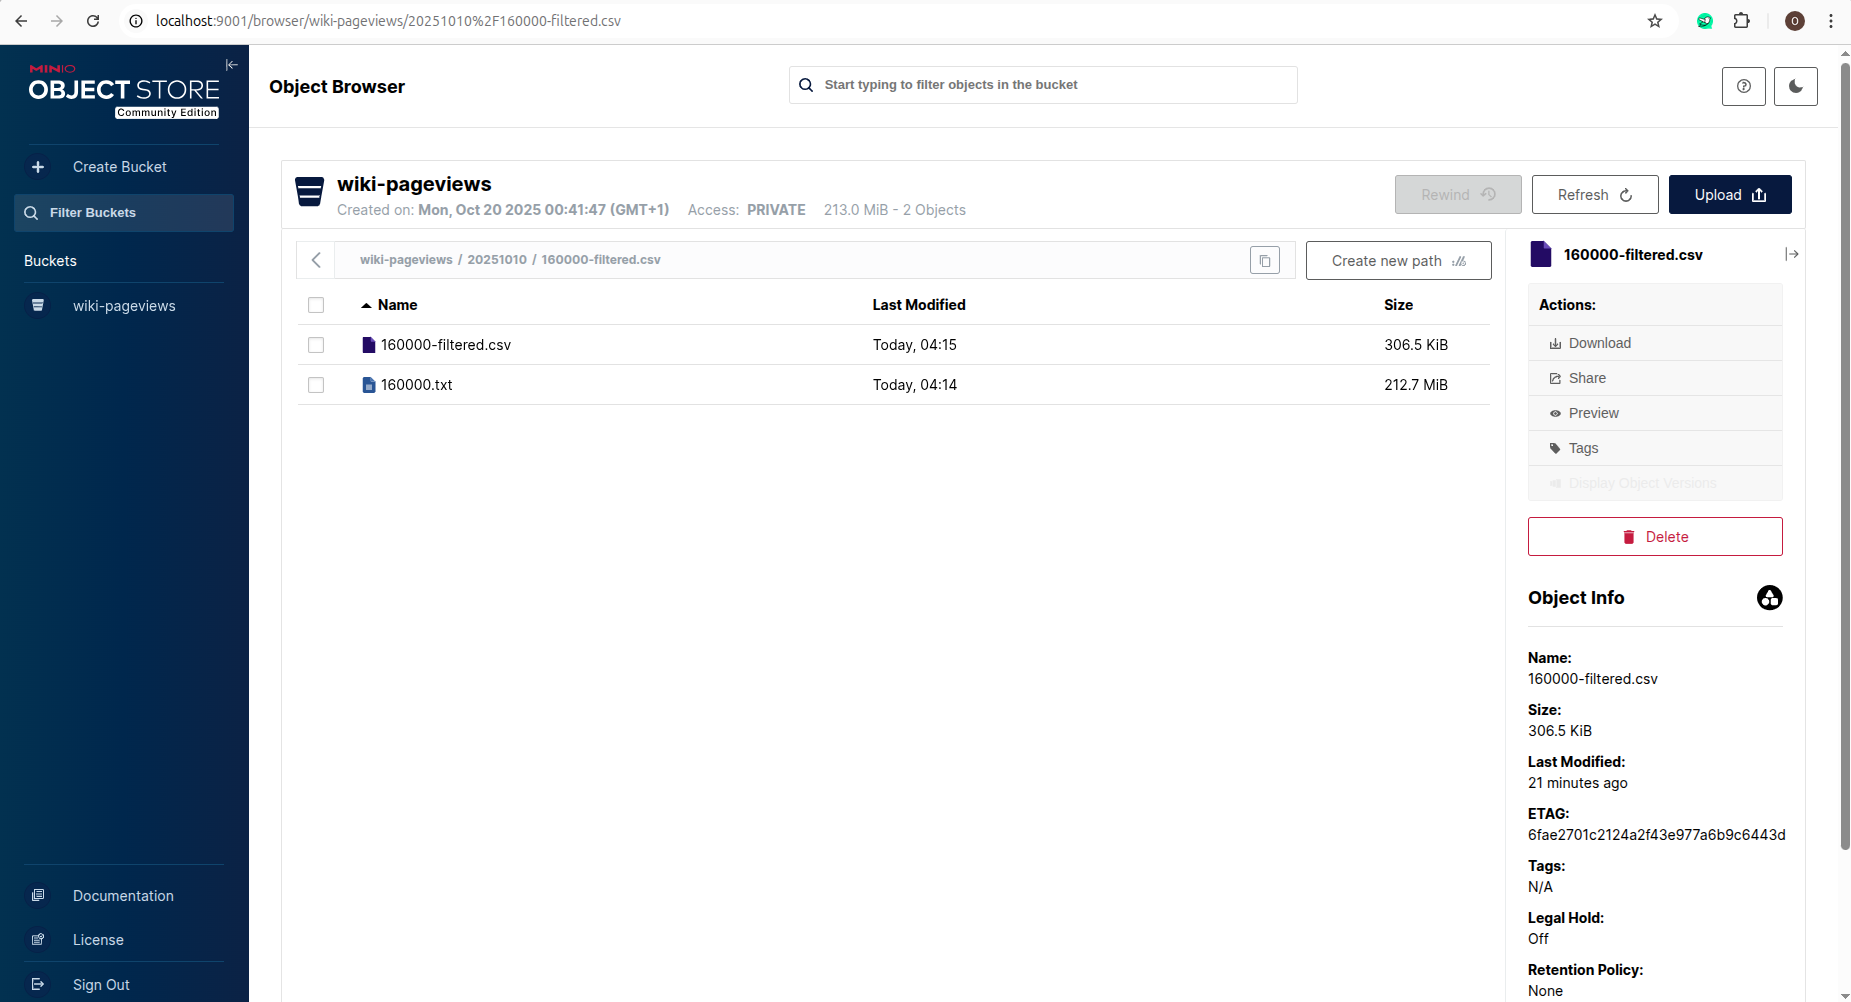 localhost:9001/browser/wiki-pageviews/20251010%2F160000-filtered.csv
O
MINIO
OBJECT STORE
Community Edition
Create Bucket
Filter Buckets
Buckets
wiki-pageviews
Documentation
License
Sign Out
Object Browser
Start typing to filter objects in the bucket
wiki-pageviews
Created on: Mon, Oct 20 2025 00:41:47 (GMT+1) Access: PRIVATE 213.0 MiB - 2 Objects
Rewind
Refresh
Upload
wiki-pageviews / 20251010 / 160000-filtered.csv
Create new path
Name Last Modified Size
160000-filtered.csv Today, 04:15 306.5 KiB
160000.txt Today, 04:14 212.7 MiB
160000-filtered.csv
Actions:
Download
Share
Preview
Tags
Display Object Versions
Delete
Object Info
Name:
160000-filtered.csv
Size:
306.5 KiB
Last Modified:
21 minutes ago
ETAG:
6fae2701c2124a2f43e977a6b9c6443d
Tags:
N/A
Legal Hold:
Off
Retention Policy:
None